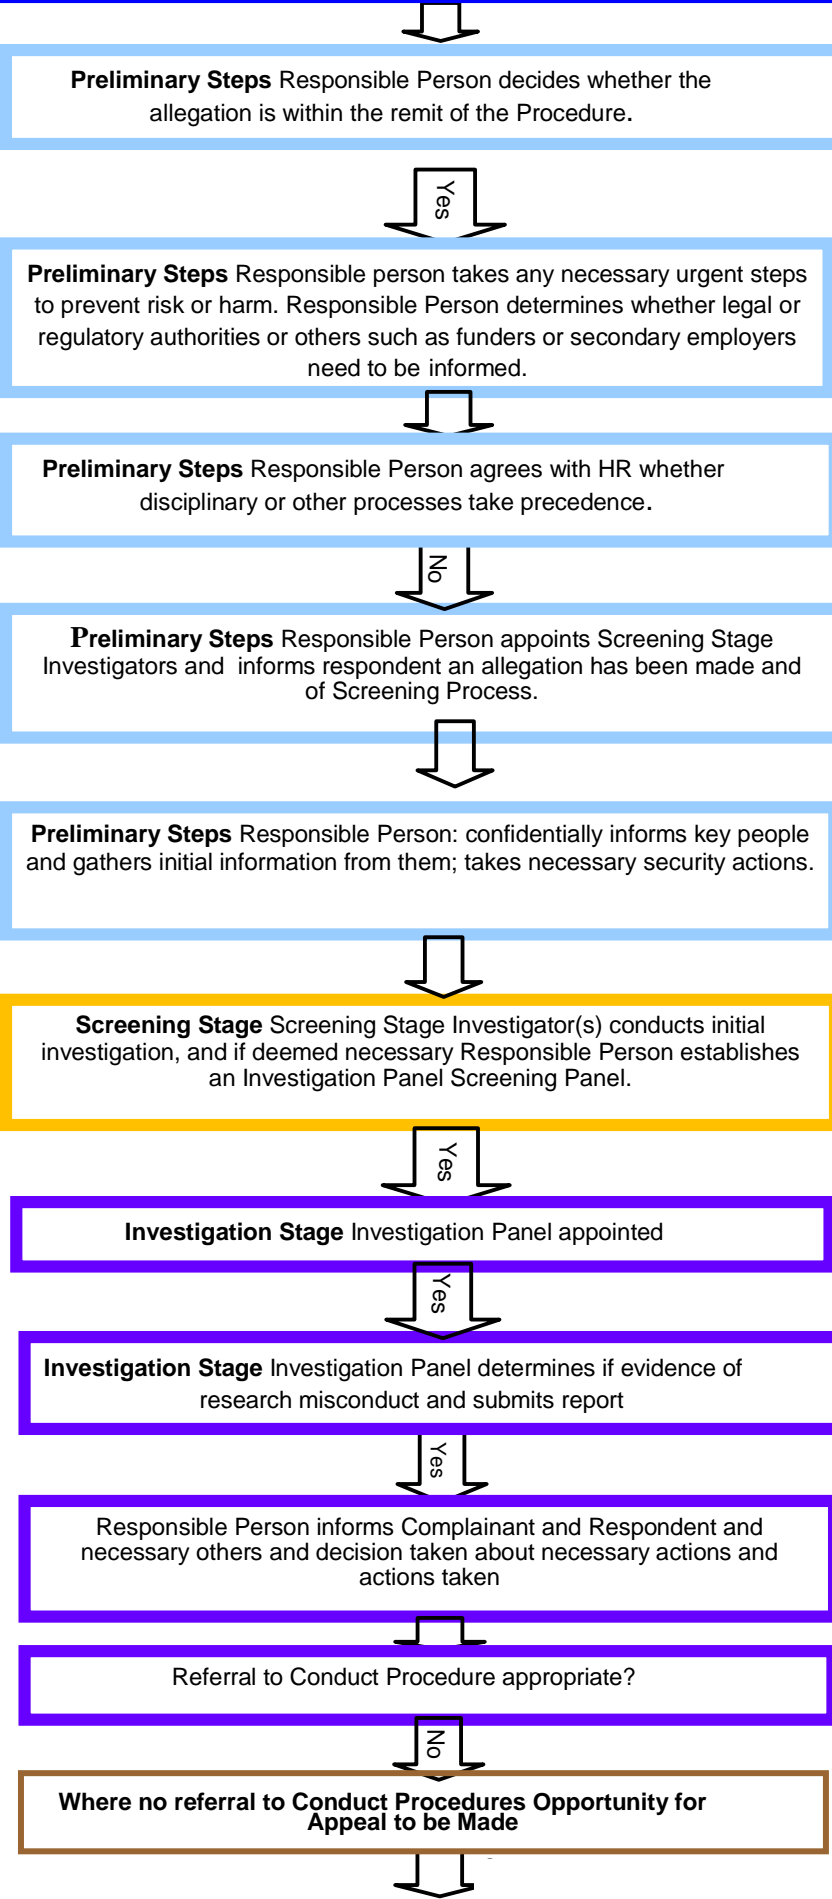 Preliminary Steps Responsible Person decides whether the
allegation is within the remit of the Procedure.
Yes
Preliminary Steps Responsible person takes any necessary urgent steps
to prevent risk or harm. Responsible Person determines whether legal or
regulatory authorities or others such as funders or secondary employers
need to be informed.
Preliminary Steps Responsible Person agrees with HR whether
disciplinary or other processes take precedence.
No
Preliminary Steps Responsible Person appoints Screening Stage
Investigators and informs respondent an allegation has been made and
of Screening Process.
Preliminary Steps Responsible Person: confidentially informs key people
and gathers initial information from them; takes necessary security actions.
Screening Stage Screening Stage Investigator(s) conducts initial
investigation, and if deemed necessary Responsible Person establishes
an Investigation Panel Screening Panel.
Yes
Investigation Stage Investigation Panel appointed
Yes
Investigation Stage Investigation Panel determines if evidence of
research misconduct and submits report
Yes
Responsible Person informs Complainant and Respondent and
necessary others and decision taken about necessary actions and
actions taken
Referral to Conduct Procedure appropriate?
No
Where no referral to Conduct Procedures Opportunity for
Appeal to be Made